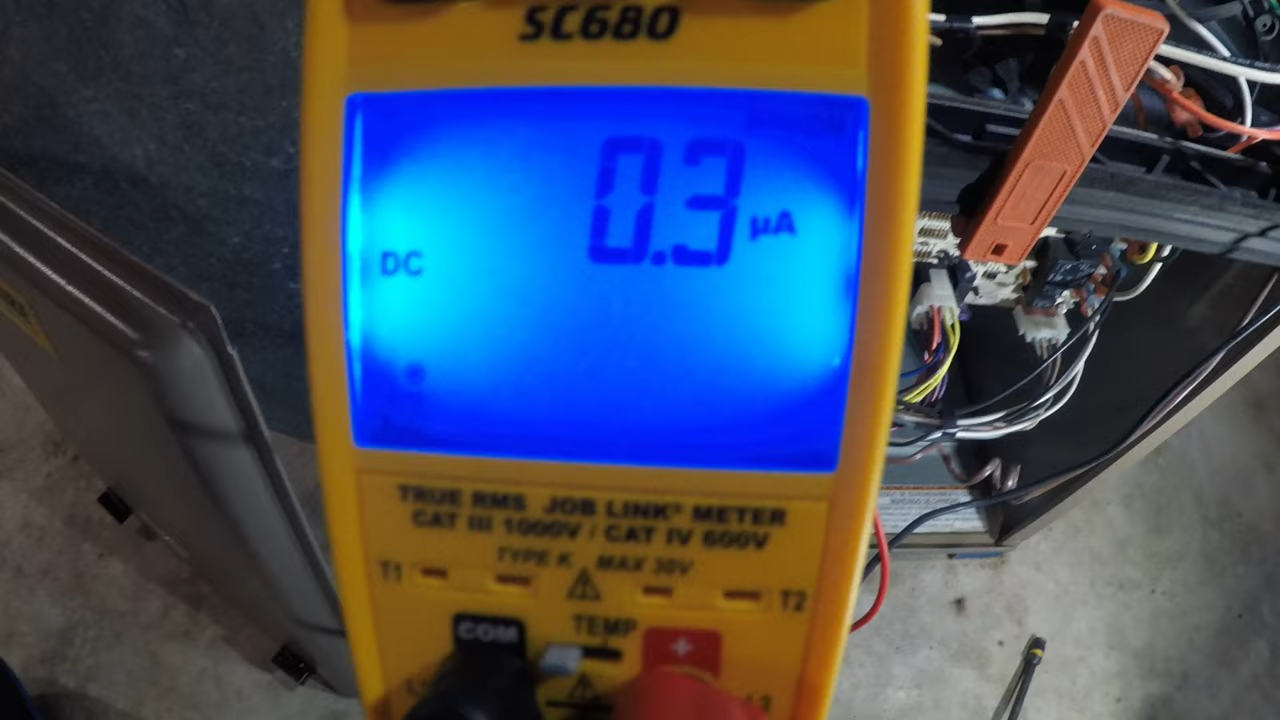 SC680
0.3 µA
DC
TRUE RMS JOB LINK® METER
CAT III 1000V / CAT IV 600V
TYPE K MAX 30V
T1 T2
TEMP
COM +